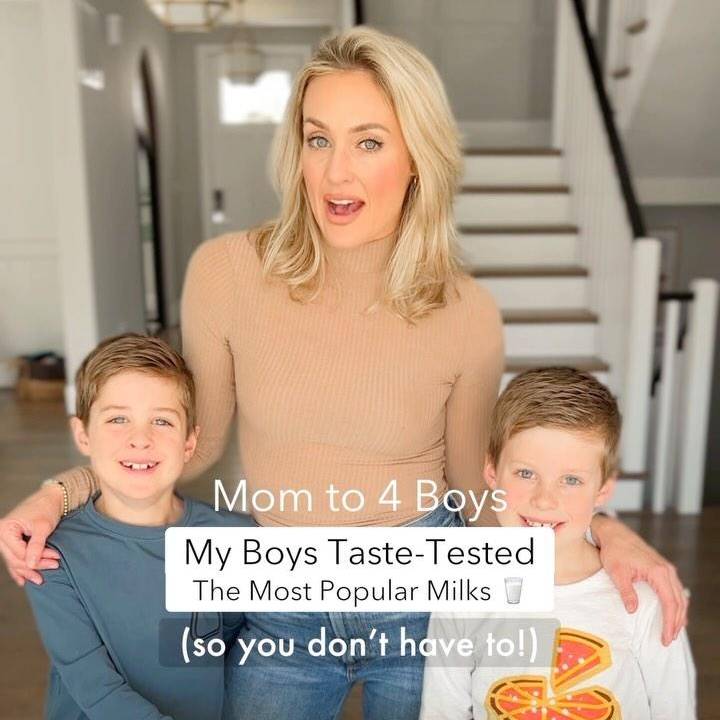 Mom to 4 Boys
My Boys Taste-Tested
The Most Popular Milks 🥛
(so you don't have to!)